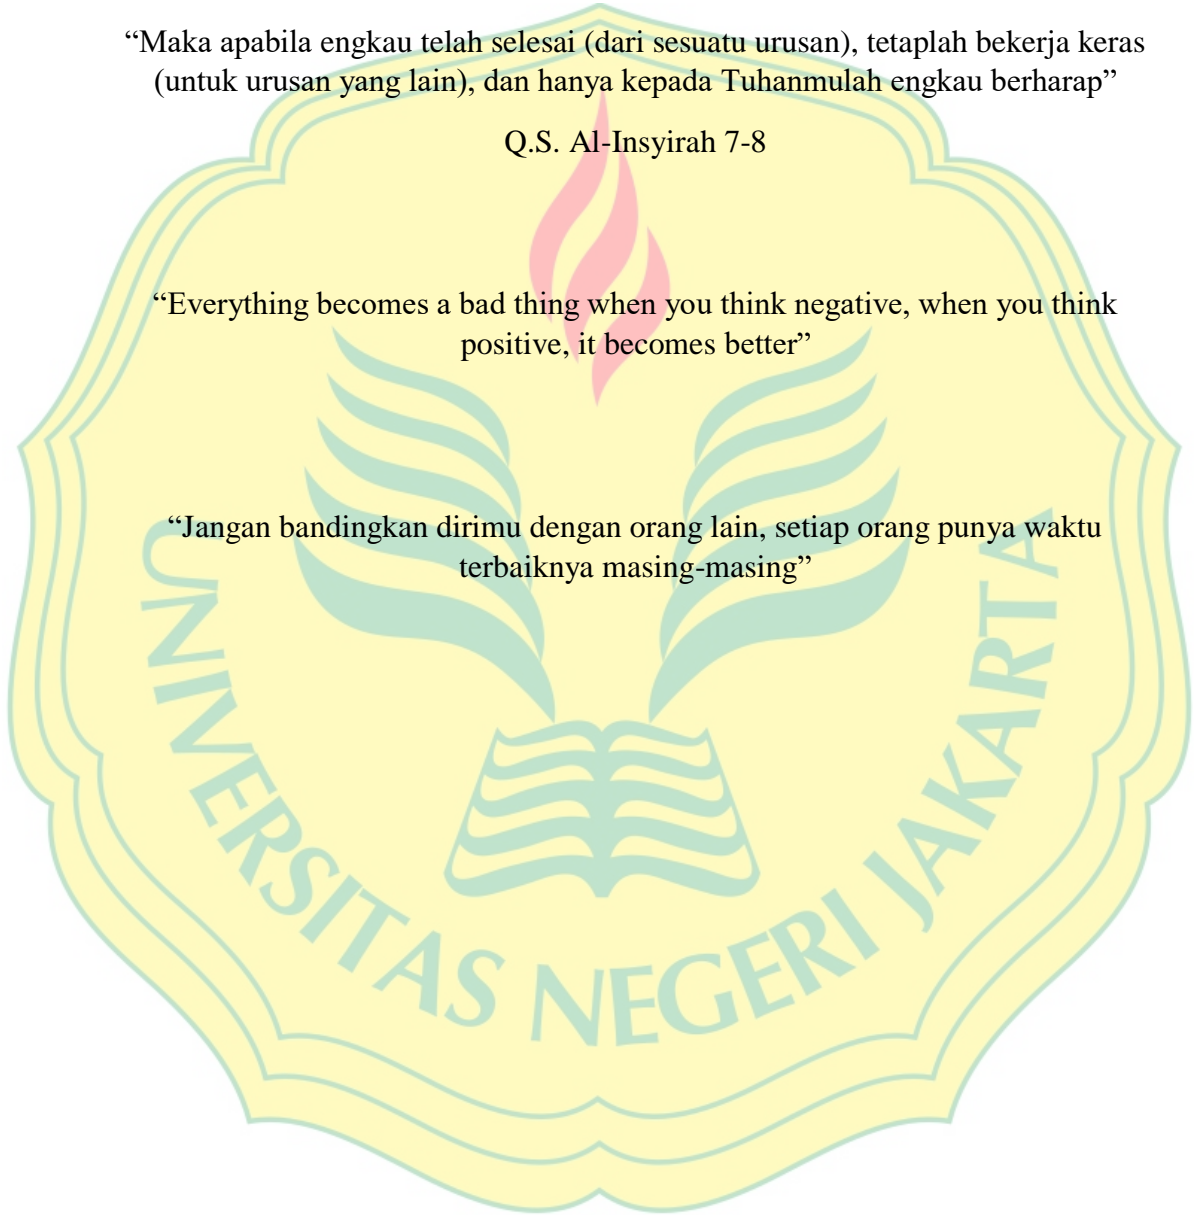 “Maka apabila engkau telah selesai (dari sesuatu urusan), tetaplah bekerja keras
(untuk urusan yang lain), dan hanya kepada Tuhanmulah engkau berharap”
Q.S. Al-Insyirah 7-8
“Everything becomes a bad thing when you think negative, when you think
positive, it becomes better”
“Jangan bandingkan dirimu dengan orang lain, setiap orang punya waktu
terbaiknya masing-masing”
UNIVERSITAS NEGERI JAKARTA